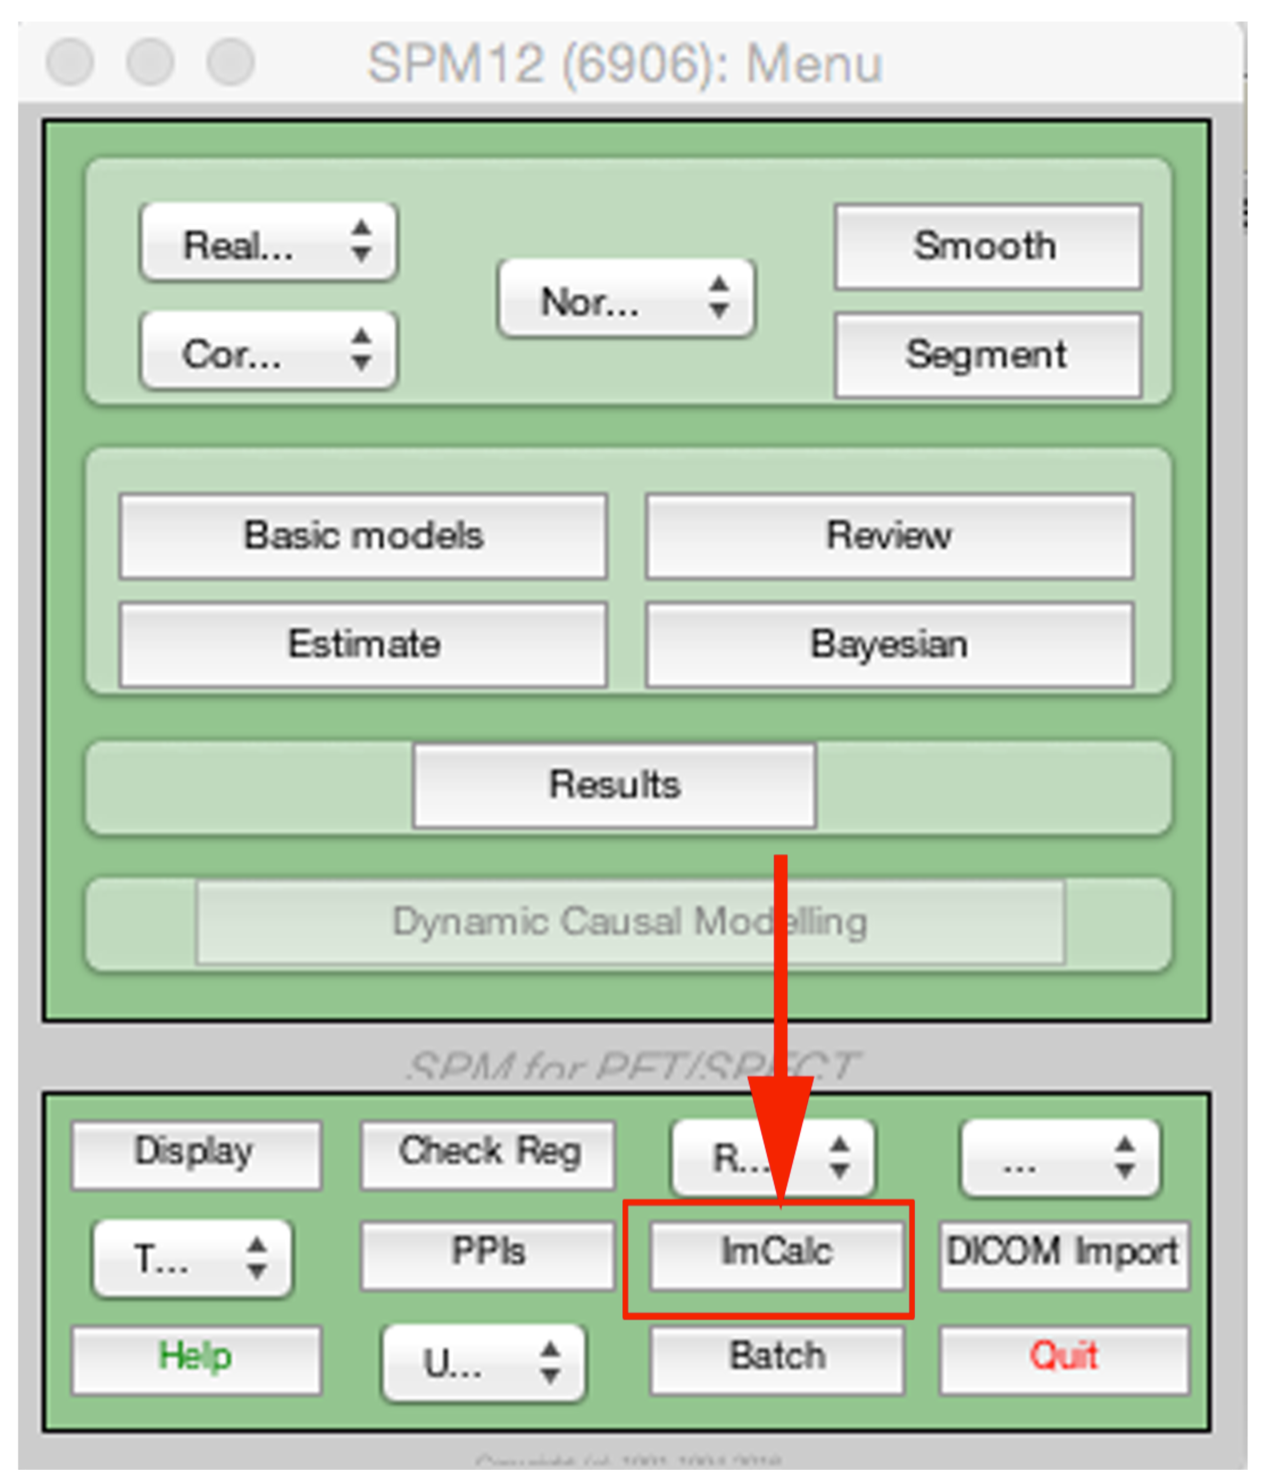 SPM12 (6906): Menu
Real...
Smooth
Nor...
Cor...
Segment
Basic models
Review
Estimate
Bayesian
Results
Dynamic Causal Modelling
SPM for PET/SPECT
Display
Check Reg
R...
...
T...
PPIs
ImCalc
DICOM Import
Help
U...
Batch
Quit